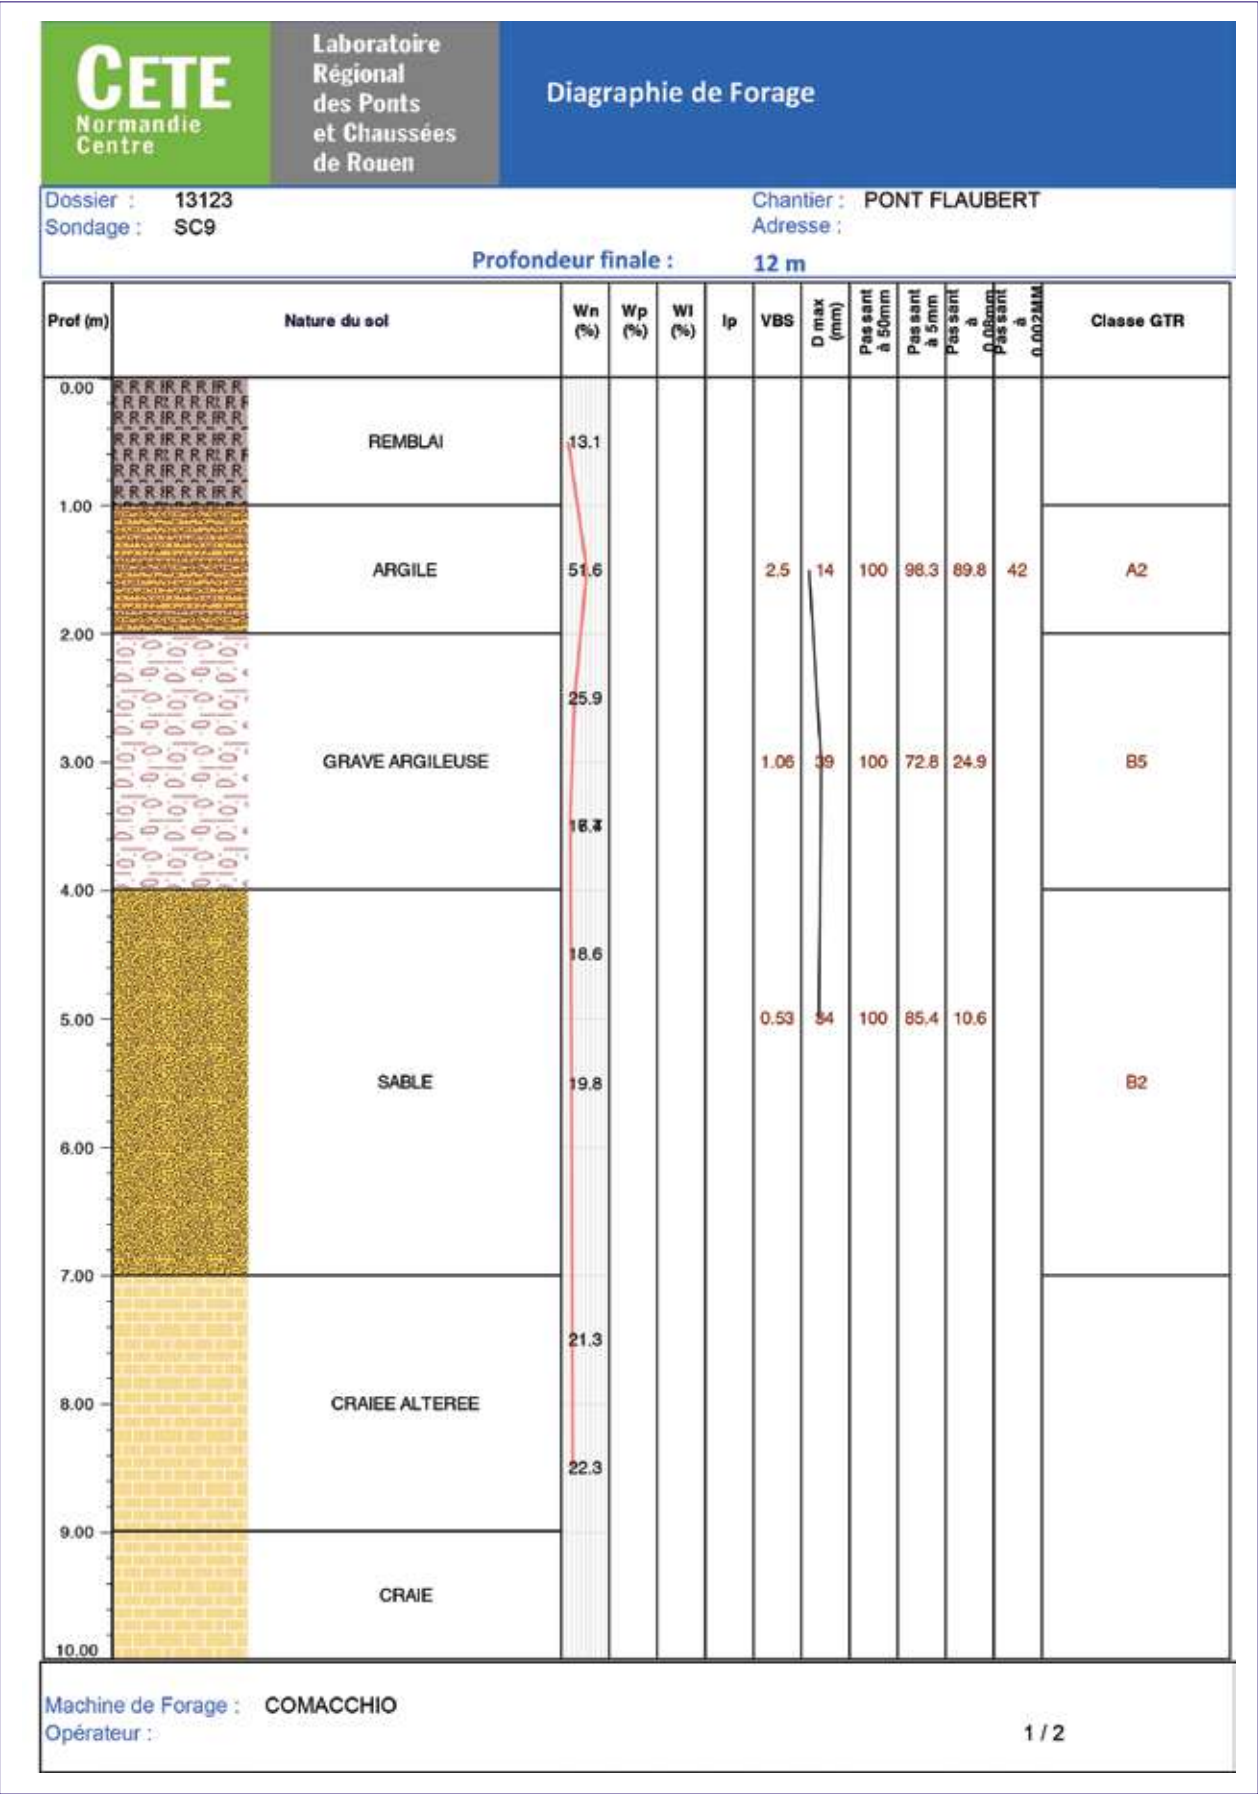 CETE
Normandie
Centre
Laboratoire
Régional
des Ponts
et Chaussées
de Rouen
Diagraphie de Forage
Dossier : 13123
Sondage : SC9
Chantier : PONT FLAUBERT
Adresse :
Profondeur finale : 12 m
Prof (m) Nature du sol Wn (%) Wp (%) Wl (%) Ip VBS D max (mm) Passant à 50mm Passant à 5mm Passant à 0.08mm Passant à 0.002MM Classe GTR
0.00
REMBLAI 13.1
1.00
ARGILE 51.6 2.5 14 100 98.3 89.8 42 A2
2.00
25.9
3.00 GRAVE ARGILEUSE 1.06 39 100 72.8 24.9 B5
4.00
18.6
5.00 0.53 34 100 85.4 10.6
SABLE 19.8 B2
6.00
7.00
21.3
8.00 CRAIEE ALTEREE
22.3
9.00
CRAIE
10.00
Machine de Forage : COMACCHIO
Opérateur :
1 / 2